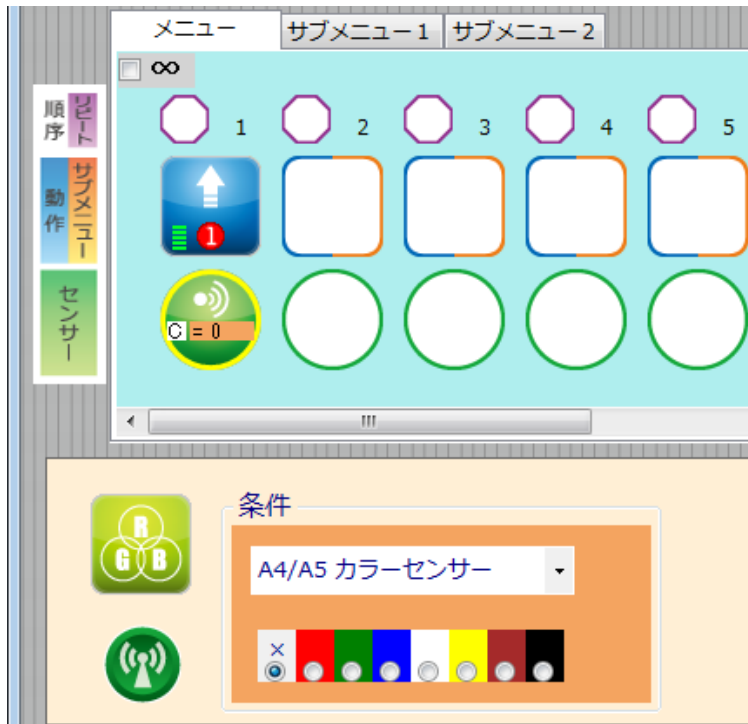 メニュー
サブメニュー1
サブメニュー2
∞
順序
リピート
1
2
3
4
5
動作
サブメニュー
1
センサー
C = 0
条件
R
G B
A4/A5 カラーセンサー
×